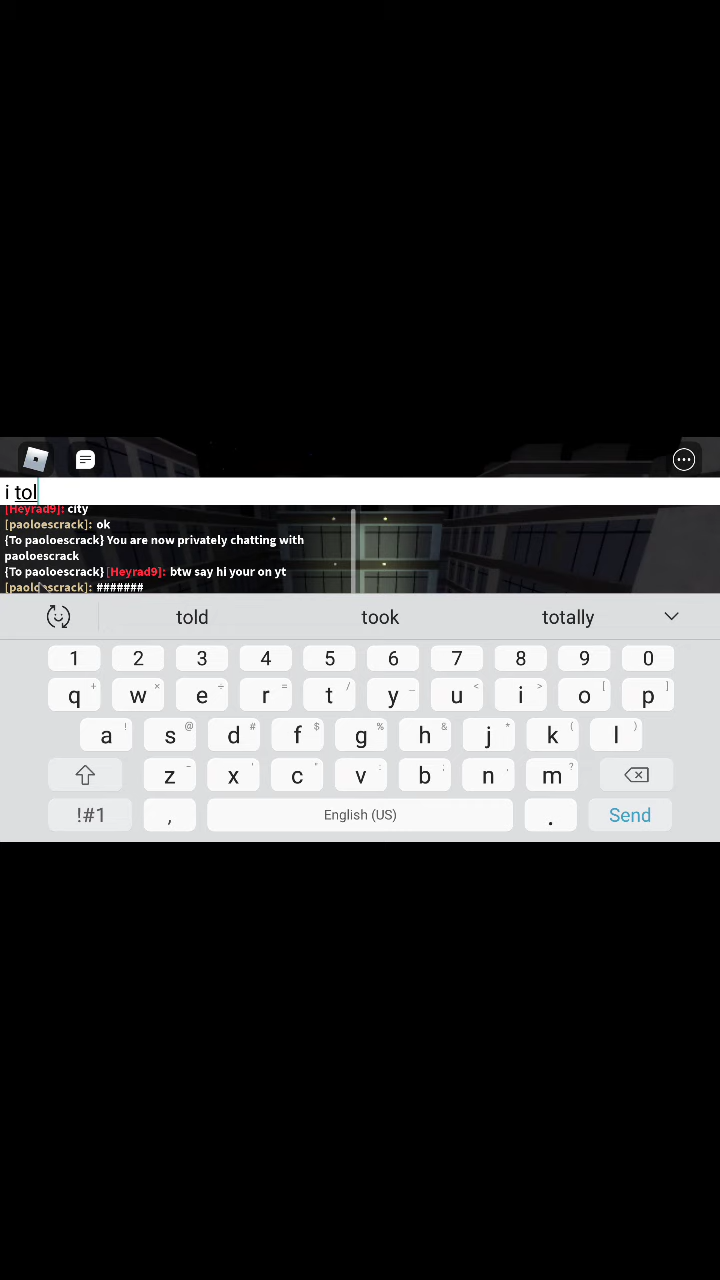 i tol
[Heyrad9]: city
[paoloescrack]: ok
{To paoloescrack} You are now privately chatting with
paoloescrack
{To paoloescrack} [Heyrad9]: btw say hi your on yt
[paoloescrack]: #######
told took totally
1 2 3 4 5 6 7 8 9 0
q + w × e ÷ r = t / y _ u < i > o [ p ]
a ! s @ d # f $ g % h & j * k ( l )
z - x ' c " v : b ; n , m ?
!#1 , English (US) . Send